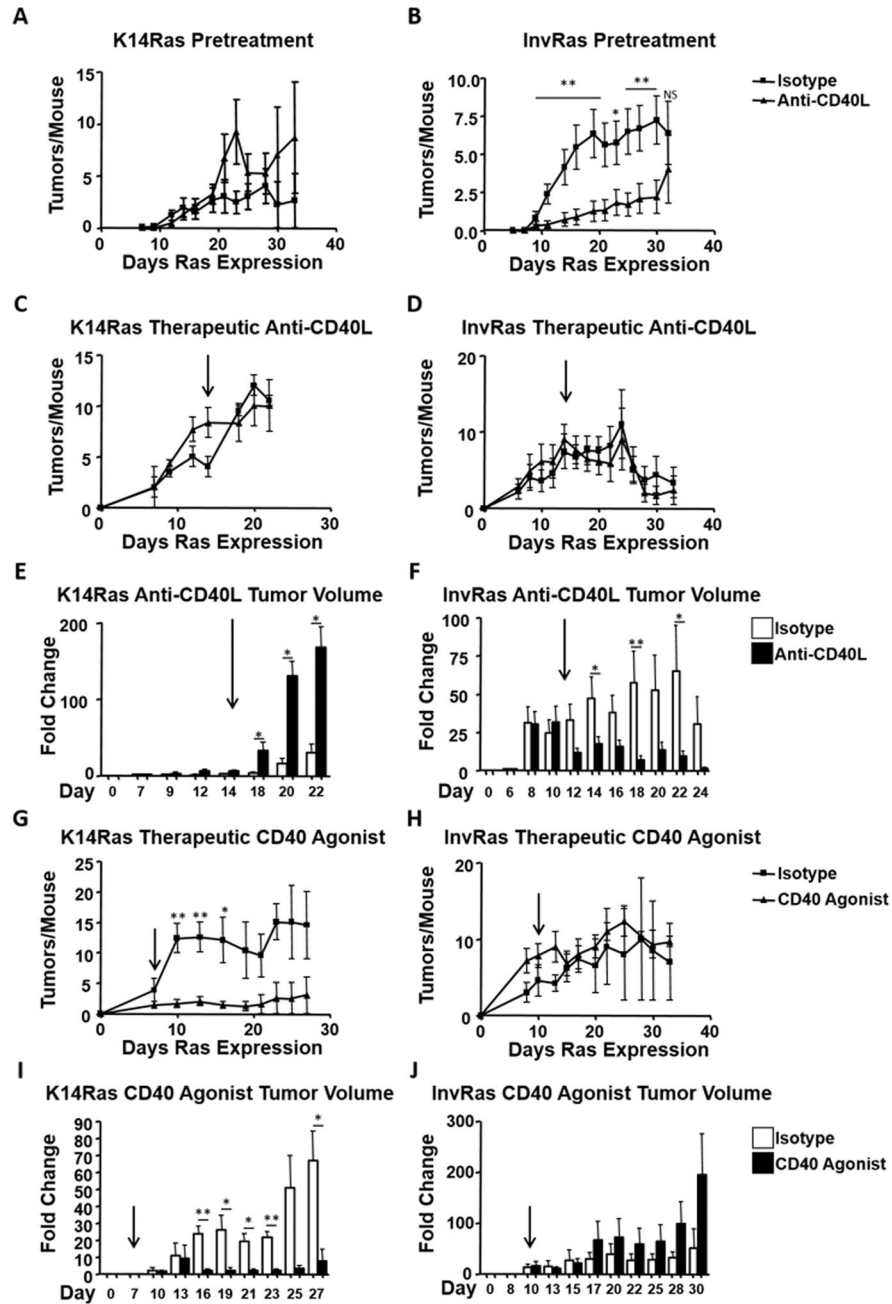 A
K14Ras Pretreatment
Tumors/Mouse
15
10
5
0
0 10 20 30 40
Days Ras Expression
B
InvRas Pretreatment
Tumors/Mouse
10.0
7.5
5.0
2.5
0.0
** * ** NS
0 10 20 30 40
Days Ras Expression
Isotype
Anti-CD40L
C
K14Ras Therapeutic Anti-CD40L
Tumors/Mouse
15
10
5
0
0 10 20 30
Days Ras Expression
D
InvRas Therapeutic Anti-CD40L
Tumors/Mouse
20
10
0
0 10 20 30 40
Days Ras Expression
E
K14Ras Anti-CD40L Tumor Volume
Fold Change
200
100
0
* * *
Day 0 7 9 12 14 18 20 22
F
InvRas Anti-CD40L Tumor Volume
Fold Change
100
75
50
25
0
* ** *
Day 0 6 8 10 12 14 16 18 20 22 24
Isotype
Anti-CD40L
G
K14Ras Therapeutic CD40 Agonist
Tumors/Mouse
25
20
15
10
5
0
** ** *
0 10 20 30
Days Ras Expression
H
InvRas Therapeutic CD40 Agonist
Tumors/Mouse
20
10
0
0 10 20 30 40
Days Ras Expression
Isotype
CD40 Agonist
I
K14Ras CD40 Agonist Tumor Volume
Fold Change
90
80
70
60
50
40
30
20
10
0
** * * ** *
Day 0 7 10 13 16 19 21 23 25 27
J
InvRas CD40 Agonist Tumor Volume
Fold Change
300
200
100
0
Day 0 8 10 13 15 17 20 22 25 28 30
Isotype
CD40 Agonist